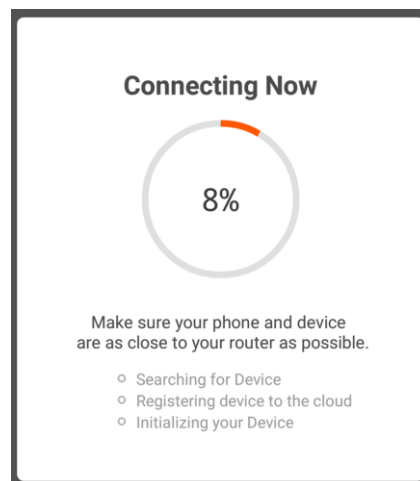 Connecting Now
8%
Make sure your phone and device
are as close to your router as possible.
Searching for Device
Registering device to the cloud
Initializing your Device